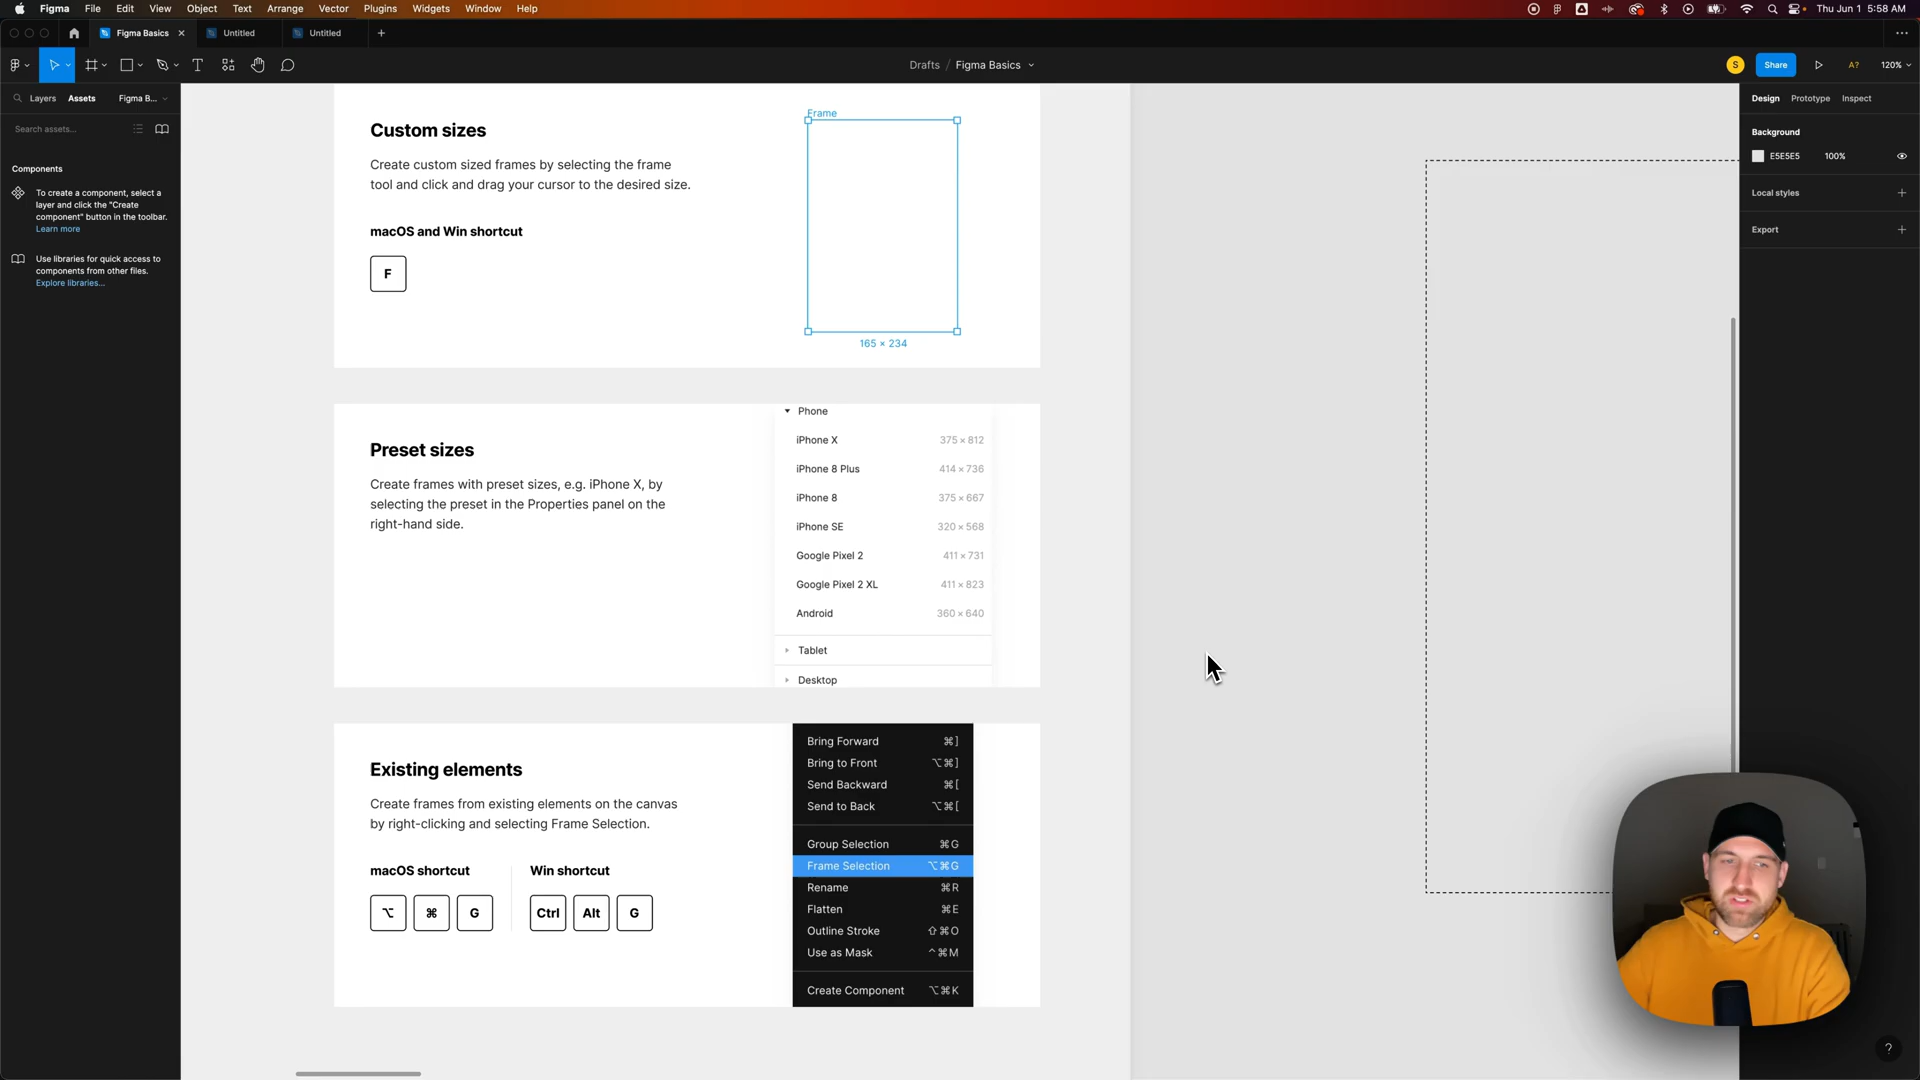 Figma File Edit View Object Text Arrange Vector Plugins Widgets Window Help
Thu Jun 1 5:58 AM
Figma Basics
Untitled
Untitled
Drafts / Figma Basics
S
Share
A?
120%
Layers
Assets
Figma B...
Search assets...
Components
To create a component, select a
layer and click the "Create
component" button in the toolbar.
Learn more
Use libraries for quick access to
components from other files.
Explore libraries...
Custom sizes
Create custom sized frames by selecting the frame
tool and click and drag your cursor to the desired size.
macOS and Win shortcut
F
Frame
165 × 234
Preset sizes
Create frames with preset sizes, e.g. iPhone X, by
selecting the preset in the Properties panel on the
right-hand side.
Phone
iPhone X 375 × 812
iPhone 8 Plus 414 × 736
iPhone 8 375 × 667
iPhone SE 320 × 568
Google Pixel 2 411 × 731
Google Pixel 2 XL 411 × 823
Android 360 × 640
Tablet
Desktop
Existing elements
Create frames from existing elements on the canvas
by right-clicking and selecting Frame Selection.
macOS shortcut
⌥ ⌘ G
Win shortcut
Ctrl Alt G
Bring Forward ⌘]
Bring to Front ⌥⌘]
Send Backward ⌘[
Send to Back ⌥⌘[
Group Selection ⌘G
Frame Selection ⌥⌘G
Rename ⌘R
Flatten ⌘E
Outline Stroke ⇧⌘O
Use as Mask ^⌘M
Create Component ⌥⌘K
Design
Prototype
Inspect
Background
E5E5E5 100%
Local styles
Export
?